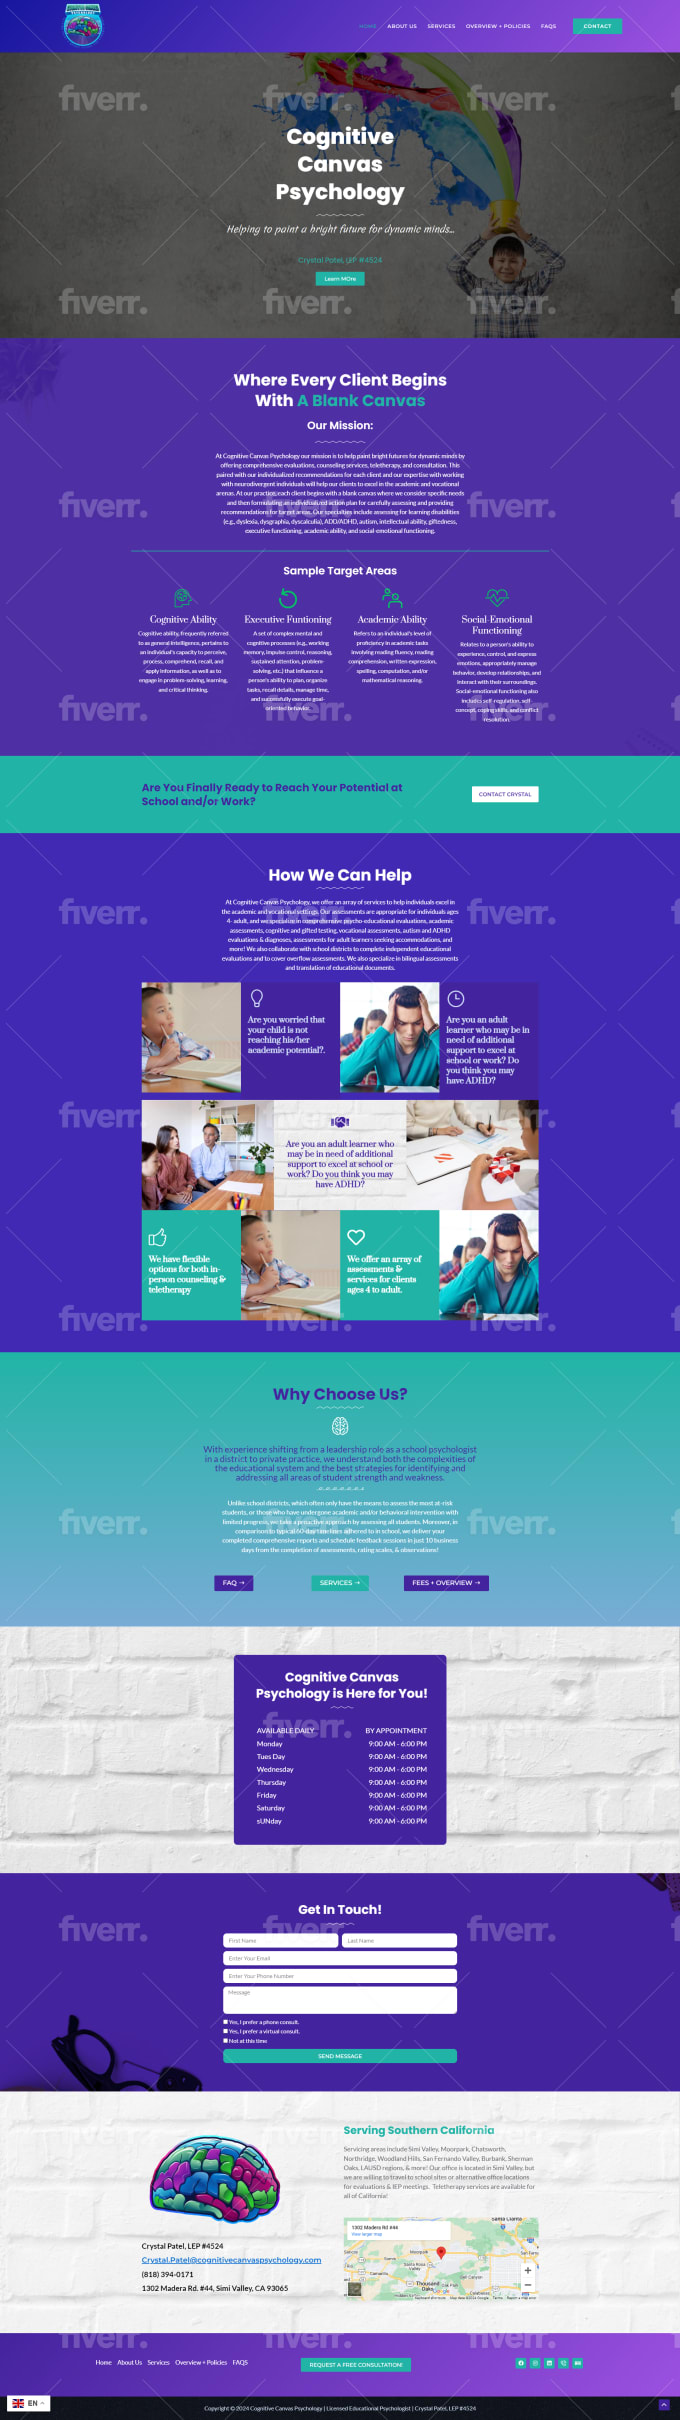 HOME ABOUT US SERVICES OVERVIEW + POLICIES FAQS CONTACT
Cognitive
Canvas
Psychology
Helping to paint a bright future for dynamic minds...
Crystal Patel, LEP #4524
Learn MOre
Where Every Client Begins
With A Blank Canvas
Our Mission:
At Cognitive Canvas Psychology our mission is to help paint bright futures for dynamic minds by
offering comprehensive evaluations, counseling services, teletherapy, and consultation. This
paired with our individualized recommendations for each client and our expertise with working
with neurodivergent individuals will help our clients to excel in the academic and vocational
arenas. At our practice, each client begins with a blank canvas where we consider specific needs
and then formulating an individualized action plan for carefully assessing and providing
recommendations for target areas. Our specialties include assessing for learning disabilities
(e.g., dyslexia, dysgraphia, dyscalculia), ADD/ADHD, autism, intellectual ability, giftedness,
executive functioning, academic ability, and social-emotional functioning.
Sample Target Areas
Cognitive Ability
Cognitive ability, frequently referred
to as general intelligence, pertains to
an individual's capacity to perceive,
process, comprehend, recall, and
apply information, as well as to
engage in problem-solving, learning,
and critical thinking.
Executive Funtioning
A set of complex mental and
cognitive processes (e.g., working
memory, impulse control, reasoning,
sustained attention, problem-
solving, etc.) that influence a
person's ability to plan, organize
tasks, recall details, manage time,
and successfully execute goal-
oriented behavior.
Academic Ability
Refers to an individual's level of
proficiency in academic tasks
involving reading fluency, reading
comprehension, written expression,
spelling, computation, and/or
mathematical reasoning.
Social-Emotional
Functioning
Relates to a person's ability to
experience, control, and express
emotions, appropriately manage
behavior, develop relationships, and
interact with their surroundings.
Social-emotional functioning also
includes self-regulation, self
concept, coping skills, and conflict
resolution.
Are You Finally Ready to Reach Your Potential at
School and/or Work?
CONTACT CRYSTAL
How We Can Help
At Cognitive Canvas Psychology, we offer an array of services to help individuals excel in
the academic and vocational settings. Our assessments are appropriate for individuals ages
4- adult, and we specialize in comprehensive psycho-educational evaluations, academic
assessments, cognitive and gifted testing, vocational assessments, autism and ADHD
evaluations & diagnoses, assessments for adult learners seeking accommodations, and
more! We also collaborate with school districts to complete independent educational
evaluations and to cover overflow assessments. We also specialize in bilingual assessments
and translation of educational documents.
Are you worried that
your child is not
reaching his/her
academic potential?.
Are you an adult
learner who may be in
need of additional
support to excel at
school or work? Do
you think you may
have ADHD?
Are you an adult learner who
may be in need of additional
support to excel at school or
work? Do you think you may
have ADHD?
We have flexible
options for both in-
person counseling &
teletherapy
We offer an array of
assessments &
services for clients
ages 4 to adult.
Why Choose Us?
With experience shifting from a leadership role as a school psychologist
in a district to private practice, we understand both the complexities of
the educational system and the best strategies for identifying and
addressing all areas of student strength and weakness.
Unlike school districts, which often only have the means to assess the most at-risk
students, or those who have undergone academic and/or behavioral intervention with
limited progress, we take a proactive approach by assessing all students. Moreover, in
comparison to typical 60-day timelines adhered to in school, we deliver your
completed comprehensive reports and schedule feedback sessions in just 10 business
days from the completion of assessments, rating scales, & observations!
FAQ → SERVICES → FEES + OVERVIEW →
Cognitive Canvas
Psychology is Here for You!
AVAILABLE DAILY BY APPOINTMENT
Monday 9:00 AM - 6:00 PM
Tues Day 9:00 AM - 6:00 PM
Wednesday 9:00 AM - 6:00 PM
Thursday 9:00 AM - 6:00 PM
Friday 9:00 AM - 6:00 PM
Saturday 9:00 AM - 6:00 PM
sUNday 9:00 AM - 6:00 PM
Get In Touch!
First Name Last Name
Enter Your Email
Enter Your Phone Number
Message
Yes, I prefer a phone consult.
Yes, I prefer a virtual consult.
Not at this time
SEND MESSAGE
Serving Southern California
Servicing areas include Simi Valley, Moorpark, Chatsworth,
Northridge, Woodland Hills, San Fernando Valley, Burbank, Sherman
Oaks, LAUSD regions, & more! Our office is located in Simi Valley, but
we are willing to travel to school sites or alternative office locations
for evaluations & IEP meetings. Teletherapy services are available for
all of California!
Crystal Patel, LEP #4524
Crystal.Patel@cognitivecanvaspsychology.com
(818) 394-0171
1302 Madera Rd. #44, Simi Valley, CA 93065
1302 Madera Rd #44
View larger map
Santa Clarita
Moorpark
Camarillo
Thousand
Oaks
Home About Us Services Overview + Policies FAQS
REQUEST A FREE CONSULTATION!
EN
Copyright © 2024 Cognitive Canvas Psychology | Licensed Educational Psychologist | Crystal Patel, LEP #4524
fiverr.